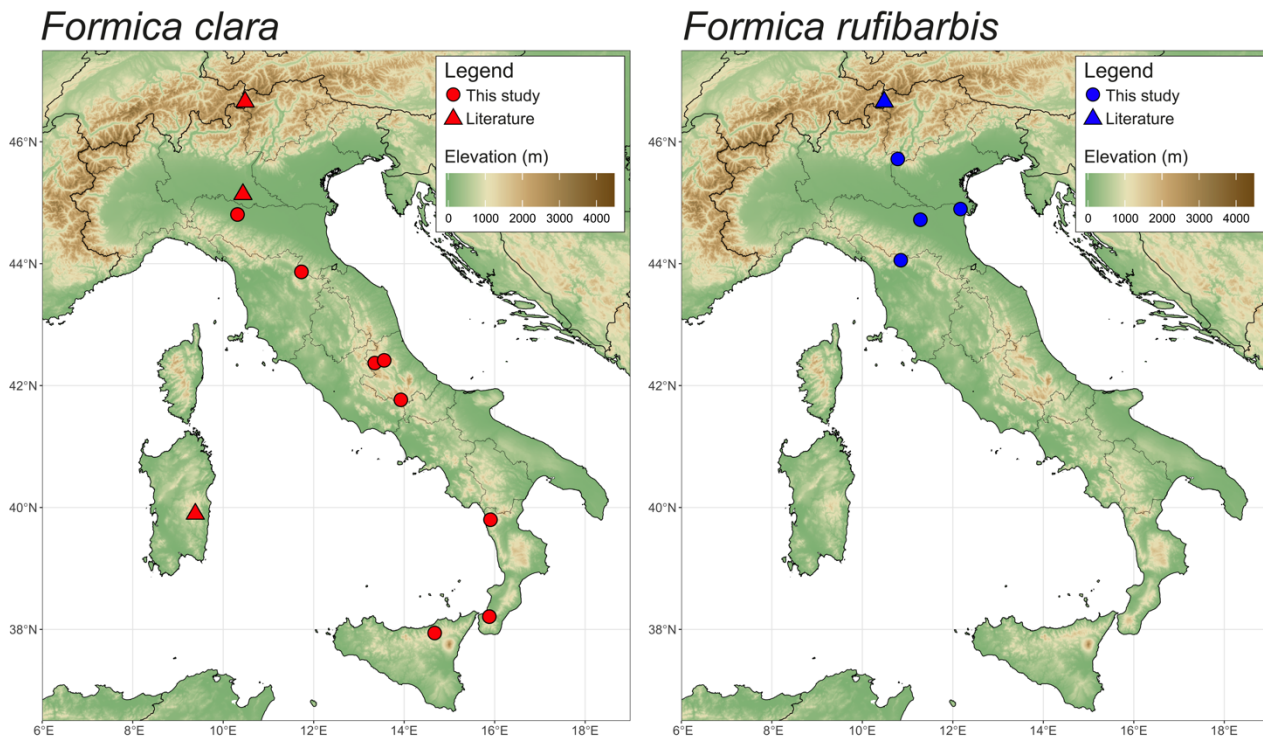 Formica clara
Formica rufibarbis
Legend
This study
Literature
Elevation (m)
0 1000 2000 3000 4000
46°N
44°N
42°N
40°N
38°N
6°E 8°E 10°E 12°E 14°E 16°E 18°E
Legend
This study
Literature
Elevation (m)
0 1000 2000 3000 4000
46°N
44°N
42°N
40°N
38°N
6°E 8°E 10°E 12°E 14°E 16°E 18°E